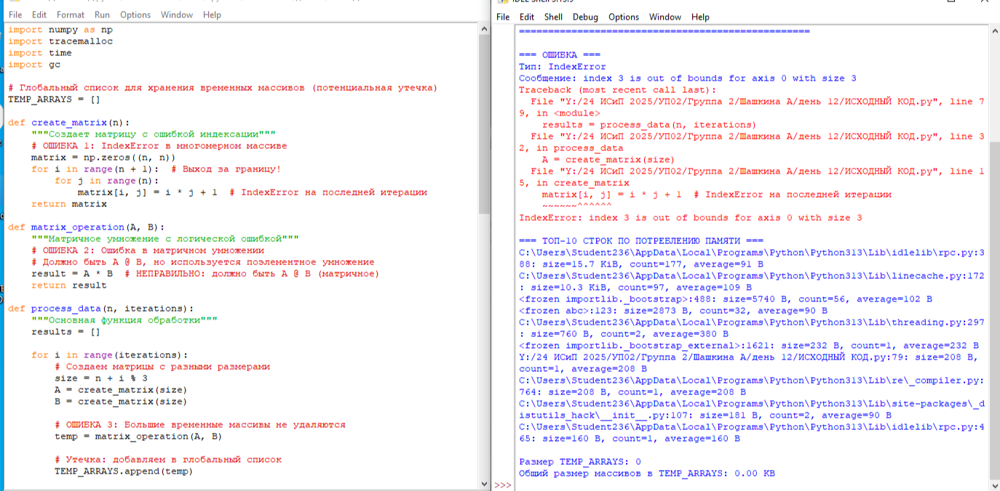 File Edit Format Run Options Window Help
import numpy as np
import tracemalloc
import time
import gc
# Глобальный список для хранения временных массивов (потенциальная утечка)
TEMP_ARRAYS = []
def create_matrix(n):
"""Создает матрицу с ошибкой индексации"""
# ОШИБКА 1: IndexError в многомерном массиве
matrix = np.zeros((n, n))
for i in range(n + 1):  # Выход за границу!
for j in range(n):
matrix[i, j] = i * j + 1  # IndexError на последней итерации
return matrix
def matrix_operation(A, B):
"""Матричное умножение с логической ошибкой"""
# ОШИБКА 2: Ошибка в матричном умножении
# Должно быть A @ B, но используется поэлементное умножение
result = A * B  # НЕПРАВИЛЬНО: должно быть A @ B (матричное)
return result
def process_data(n, iterations):
"""Основная функция обработки"""
results = []
for i in range(iterations):
# Создаем матрицы с разными размерами
size = n + i % 3
A = create_matrix(size)
B = create_matrix(size)
# ОШИБКА 3: Большие временные массивы не удаляются
temp = matrix_operation(A, B)
# Утечка: добавляем в глобальный список
TEMP_ARRAYS.append(temp)
File Edit Shell Debug Options Window Help
==================================================
=== ОШИБКА ===
Тип: IndexError
Сообщение: index 3 is out of bounds for axis 0 with size 3
Traceback (most recent call last):
File "Y:/24 ИСиП 2025/УП02/Группа 2/Шашкина А/день 12/ИСХОДНЫЙ КОД.py", line 7
9, in <module>
results = process_data(n, iterations)
File "Y:/24 ИСиП 2025/УП02/Группа 2/Шашкина А/день 12/ИСХОДНЫЙ КОД.py", line 3
2, in process_data
A = create_matrix(size)
File "Y:/24 ИСиП 2025/УП02/Группа 2/Шашкина А/день 12/ИСХОДНЫЙ КОД.py", line 1
5, in create_matrix
matrix[i, j] = i * j + 1  # IndexError на последней итерации
~~~~~~^^^^^^
IndexError: index 3 is out of bounds for axis 0 with size 3
=== ТОП-10 СТРОК ПО ПОТРЕБЛЕНИЮ ПАМЯТИ ===
C:\Users\Student236\AppData\Local\Programs\Python\Python313\Lib\idlelib\rpc.py:3
88: size=15.7 KiB, count=177, average=91 B
C:\Users\Student236\AppData\Local\Programs\Python\Python313\Lib\linecache.py:172
: size=10.3 KiB, count=97, average=109 B
<frozen importlib._bootstrap>:488: size=5740 B, count=56, average=102 B
<frozen abc>:123: size=2873 B, count=32, average=90 B
C:\Users\Student236\AppData\Local\Programs\Python\Python313\Lib\threading.py:297
: size=760 B, count=2, average=380 B
<frozen importlib._bootstrap_external>:1621: size=232 B, count=1, average=232 B
Y:/24 ИСиП 2025/УП02/Группа 2/Шашкина А/день 12/ИСХОДНЫЙ КОД.py:79: size=208 B,
count=1, average=208 B
C:\Users\Student236\AppData\Local\Programs\Python\Python313\Lib\re\_compiler.py:
764: size=208 B, count=1, average=208 B
C:\Users\Student236\AppData\Local\Programs\Python\Python313\Lib\site-packages\_d
istutils_hack\__init__.py:107: size=181 B, count=2, average=90 B
C:\Users\Student236\AppData\Local\Programs\Python\Python313\Lib\idlelib\rpc.py:4
65: size=160 B, count=1, average=160 B
Размер TEMP_ARRAYS: 0
Общий размер массивов в TEMP_ARRAYS: 0.00 KB
>>>